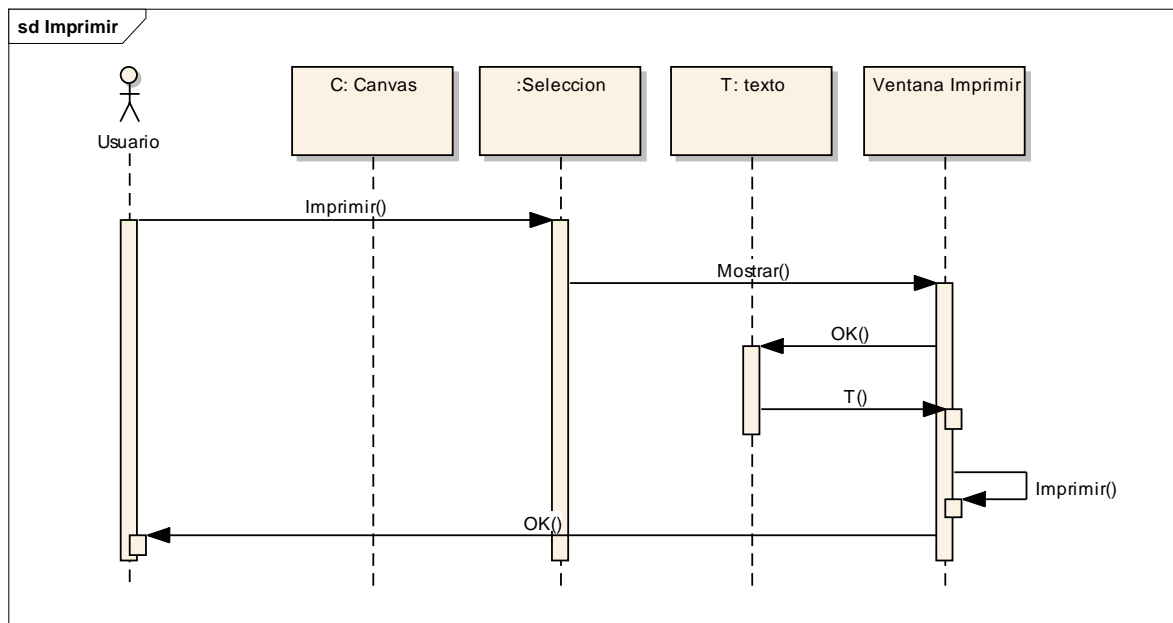 sd Imprimir
Usuario
C: Canvas
:Seleccion
T: texto
Ventana Imprimir
Imprimir()
Mostrar()
OK()
T()
Imprimir()
OK()